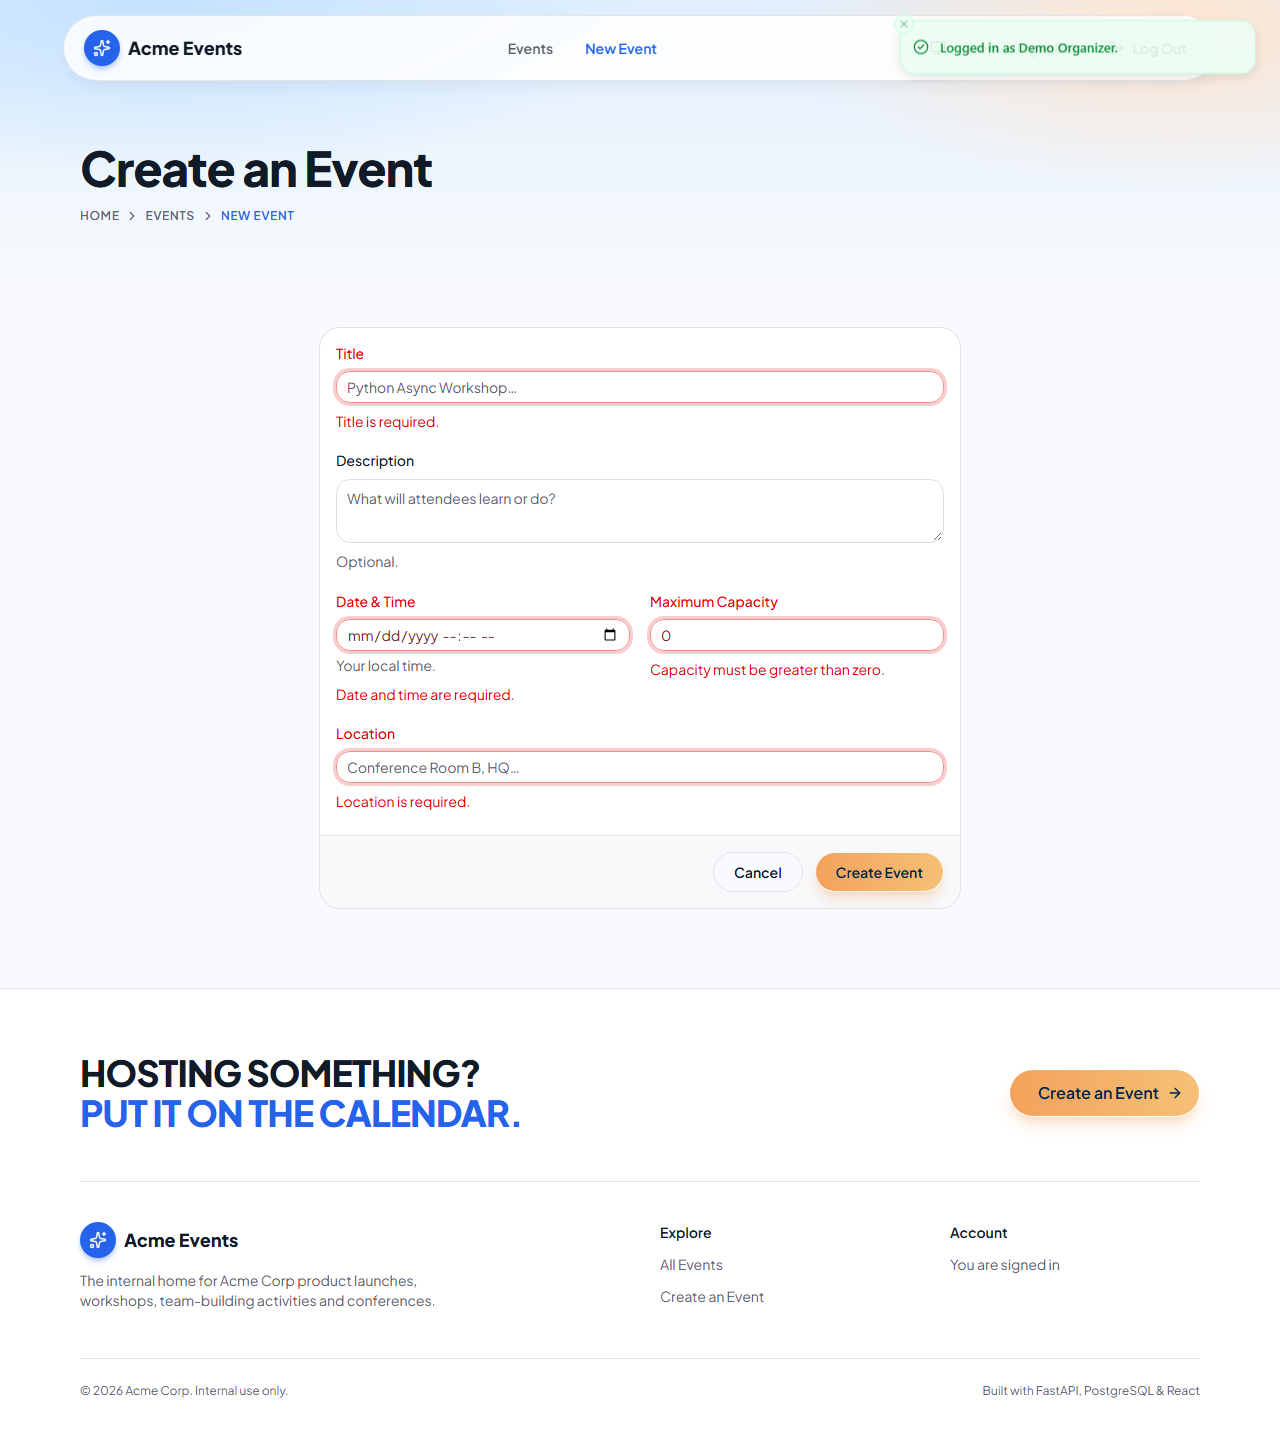 Acme Events
Events
New Event
Logged in as Demo Organizer.
Log Out
Create an Event
HOME
EVENTS
NEW EVENT
Title
Python Async Workshop…
Title is required.
Description
What will attendees learn or do?
Optional.
Date & Time
Maximum Capacity
mm/dd/yyyy --:-- --
0
Your local time.
Capacity must be greater than zero.
Date and time are required.
Location
Conference Room B, HQ…
Location is required.
Cancel
Create Event
HOSTING SOMETHING?
PUT IT ON THE CALENDAR.
Create an Event
Acme Events
The internal home for Acme Corp product launches,
workshops, team-building activities and conferences.
Explore
All Events
Create an Event
Account
You are signed in
© 2026 Acme Corp. Internal use only.
Built with FastAPI, PostgreSQL & React